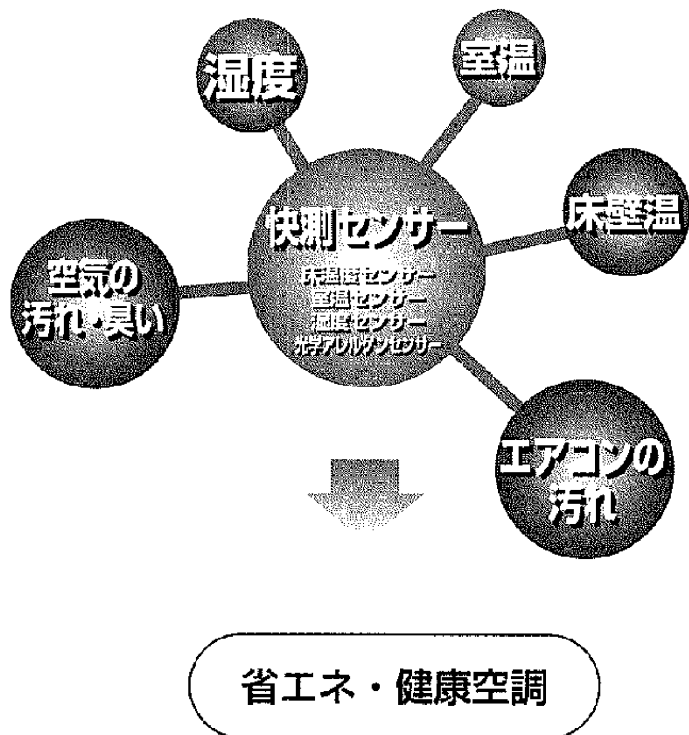 湿度
室温
快測センサー
床温度センサー
室温センサー
湿度センサー
光学アレルゲンセンサー
床壁温
空気の
汚れ・臭い
エアコンの
汚れ
省エネ・健康空調